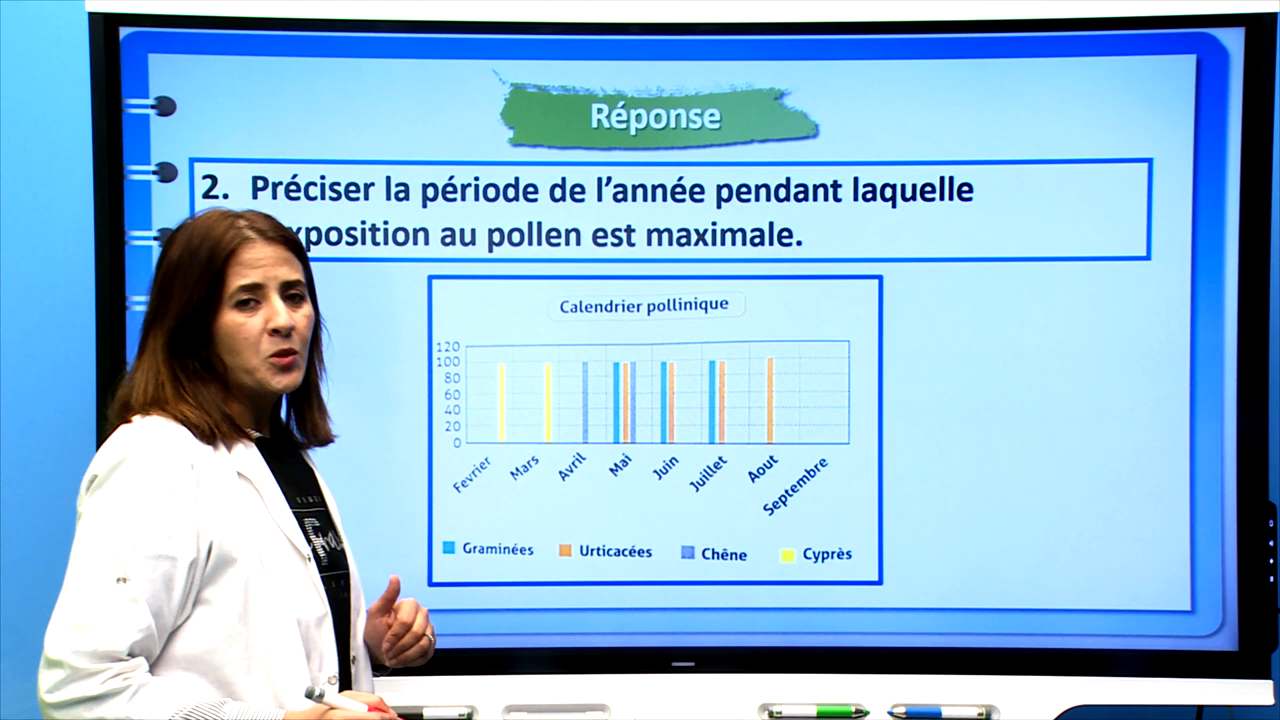 Réponse
2. Préciser la période de l'année pendant laquelle
xposition au pollen est maximale.
Calendrier pollinique
120
100
80
60
40
20
0
Fevrier
Mars
Avril
Mai
Juin
Juillet
Aout
Septembre
Graminées
Urticacées
Chêne
Cyprès